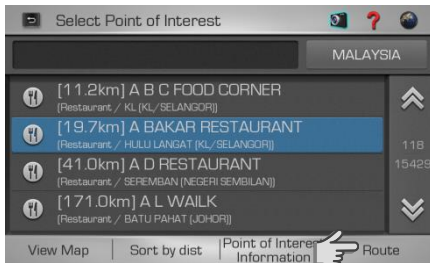 Select Point of Interest
MALAYSIA
[11.2km] A B C FOOD CORNER
(Restaurant / KL (KL/SELANGOR))
[19.7km] A BAKAR RESTAURANT
(Restaurant / HULU LANGAT (KL/SELANGOR))
[41.0km] A D RESTAURANT
(Restaurant / SEREMBAN (NEGERI SEMBILAN))
[171.0km] A L WAILK
(Restaurant / BATU PAHAT (JOHOR))
118
15429
View Map
Sort by dist
Point of Interes
Information
Route